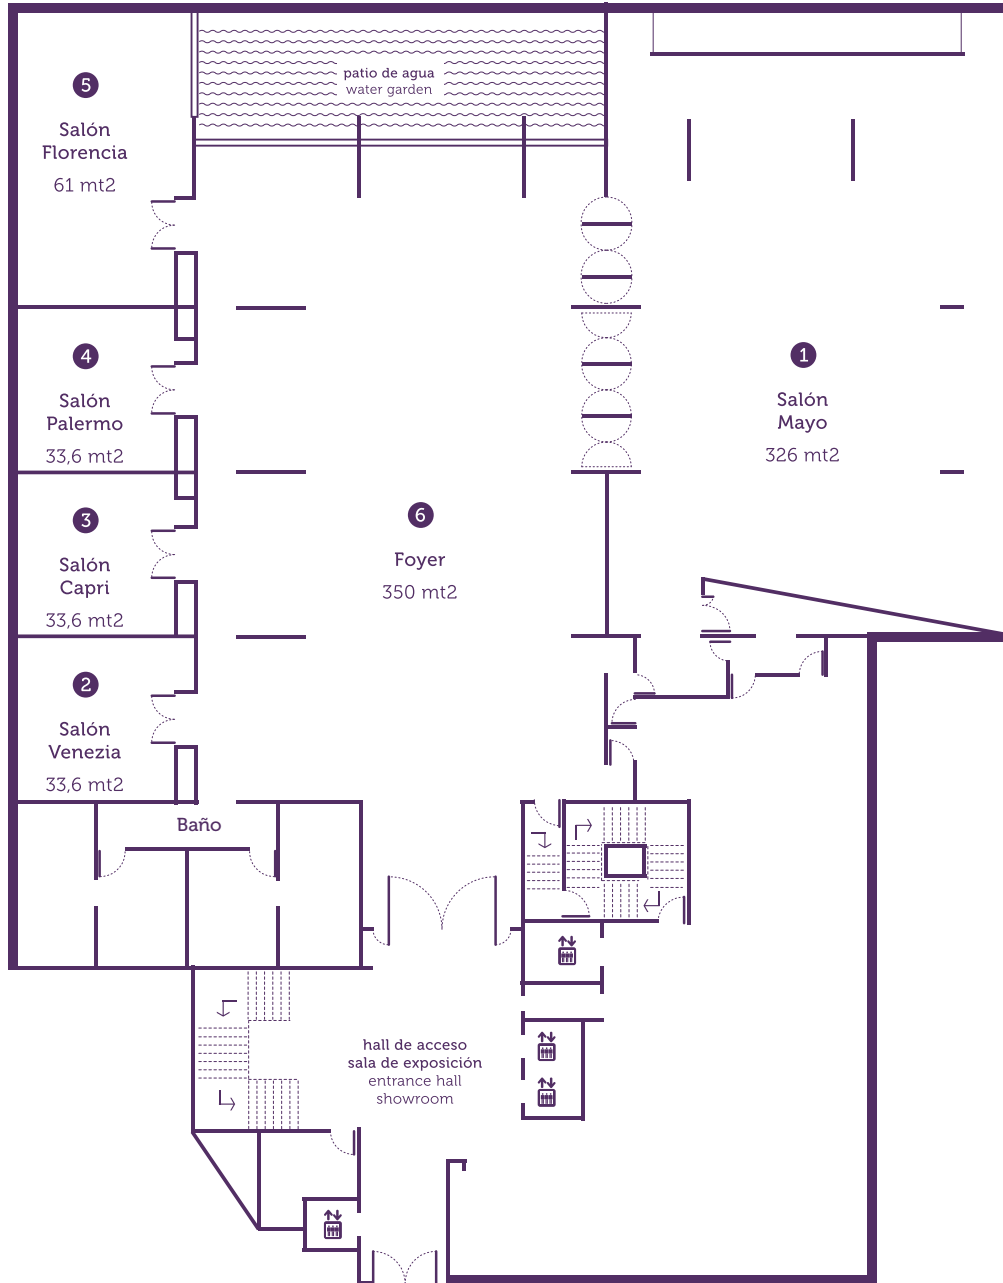 patio de agua
water garden
5
Salón
Florencia
61 mt2
4
Salón
Palermo
33,6 mt2
1
Salón
Mayo
326 mt2
3
Salón
Capri
33,6 mt2
6
Foyer
350 mt2
2
Salón
Venezia
33,6 mt2
Baño
hall de acceso
sala de exposición
entrance hall
showroom